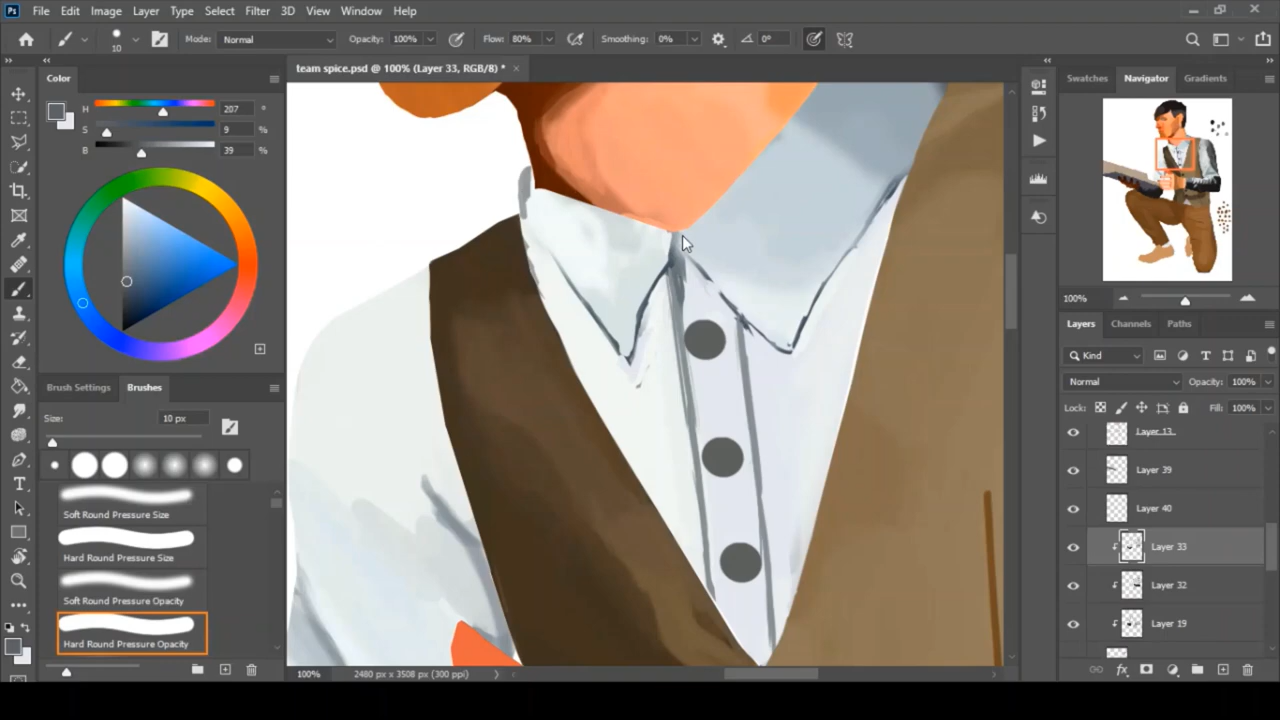 Ps File Edit Image Layer Type Select Filter 3D View Window Help
10 Mode: Normal Opacity: 100% Flow: 80% Smoothing: 0% 0°
Color
team spice.psd @ 100% (Layer 33, RGB/8) * ×
Swatches Navigator Gradients
H 207 °
S 9 %
B 39 %
100%
Layers Channels Paths
Kind
Normal Opacity: 100%
Lock: Fill: 100%
Brush Settings Brushes
Size: 10 px
Layer 13
Layer 39
Layer 40
Layer 33
Layer 32
Layer 19
Soft Round Pressure Size
Hard Round Pressure Size
Soft Round Pressure Opacity
Hard Round Pressure Opacity
100% 2480 px x 3508 px (300 ppi)